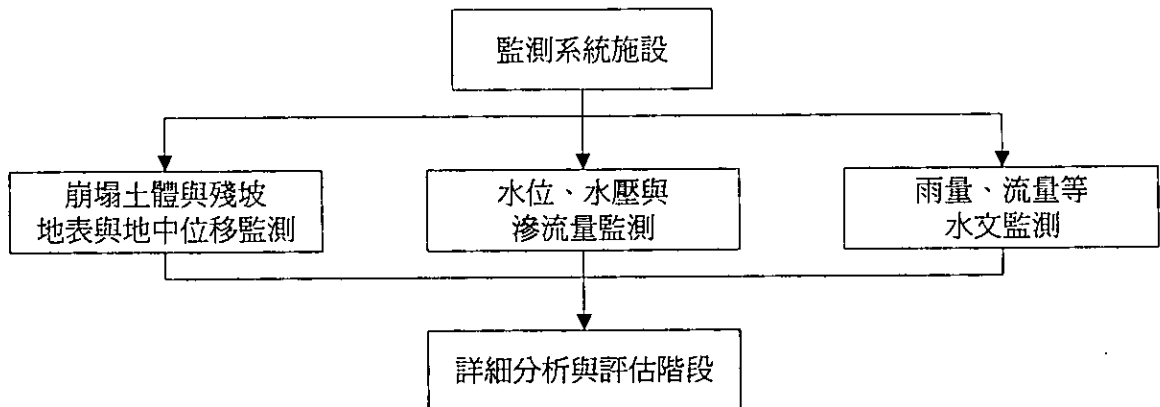 監測系統施設
崩塌土體與殘坡
地表與地中位移監測
水位、水壓與
滲流量監測
雨量、流量等
水文監測
詳細分析與評估階段